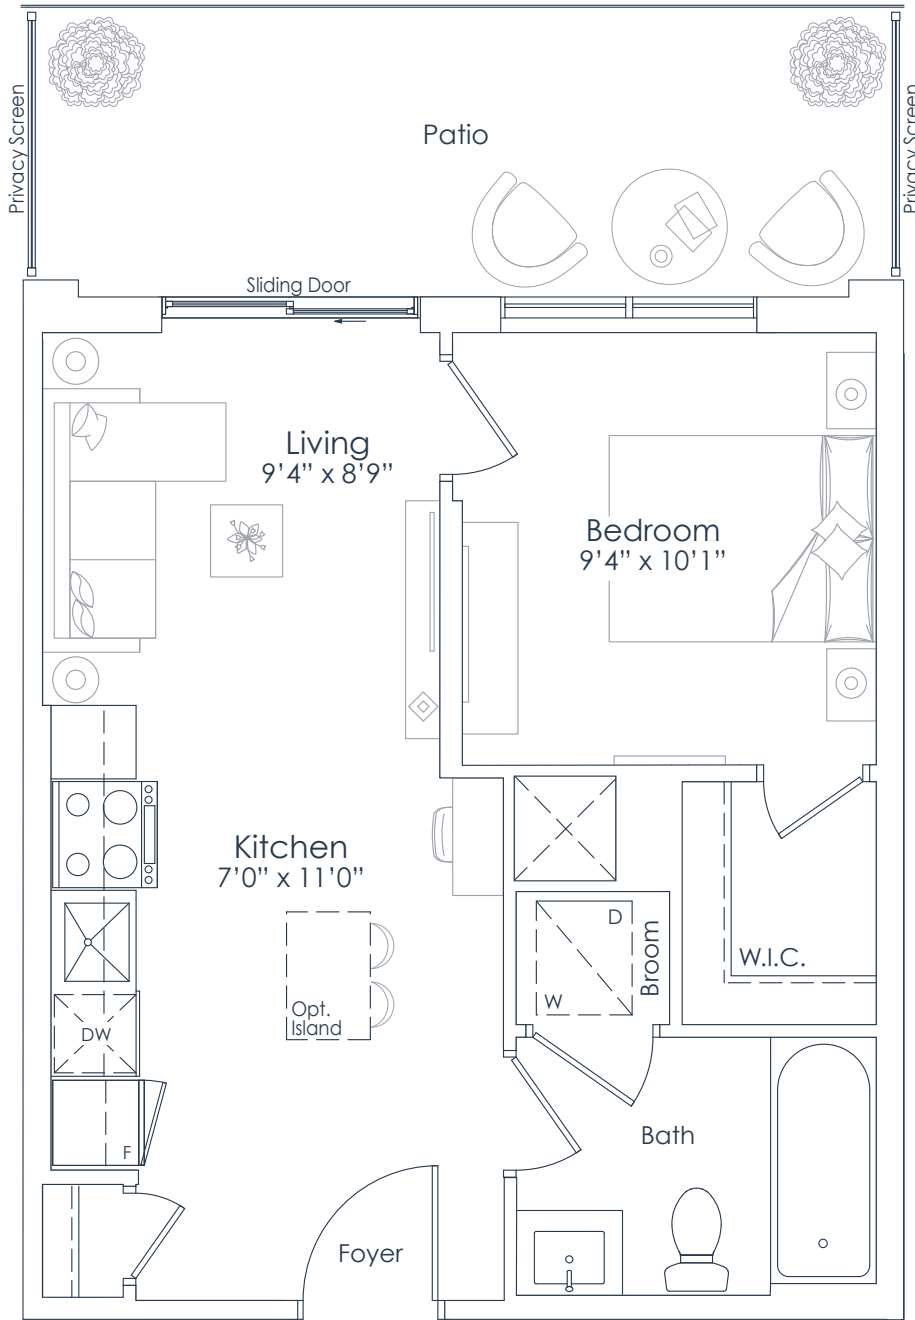 Privacy Screen
Patio
Privacy Screen
Sliding Door
Living
9’4” x 8’9”
Bedroom
9’4” x 10’1”
Kitchen
7’0” x 11’0”
D
Broom
W
W.I.C.
Opt.
Island
DW
F
Bath
Foyer